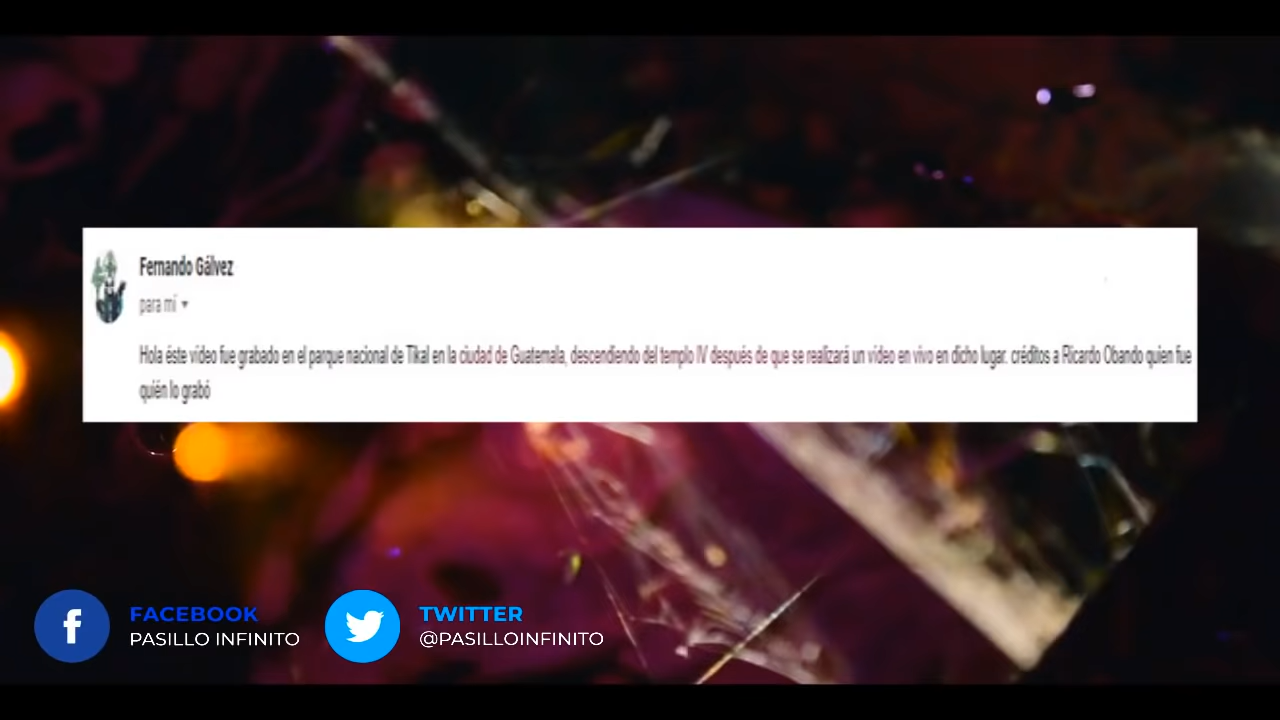 Fernando Gálvez
para mí
Hola éste vídeo fue grabado en el parque nacional de Tikal en la ciudad de Guatemala, descendiendo del templo IV después de que se realizará un vídeo en vivo en dicho lugar. créditos a Ricardo Obando quien fue
quién lo grabó
FACEBOOK
PASILLO INFINITO
TWITTER
@PASILLOINFINITO